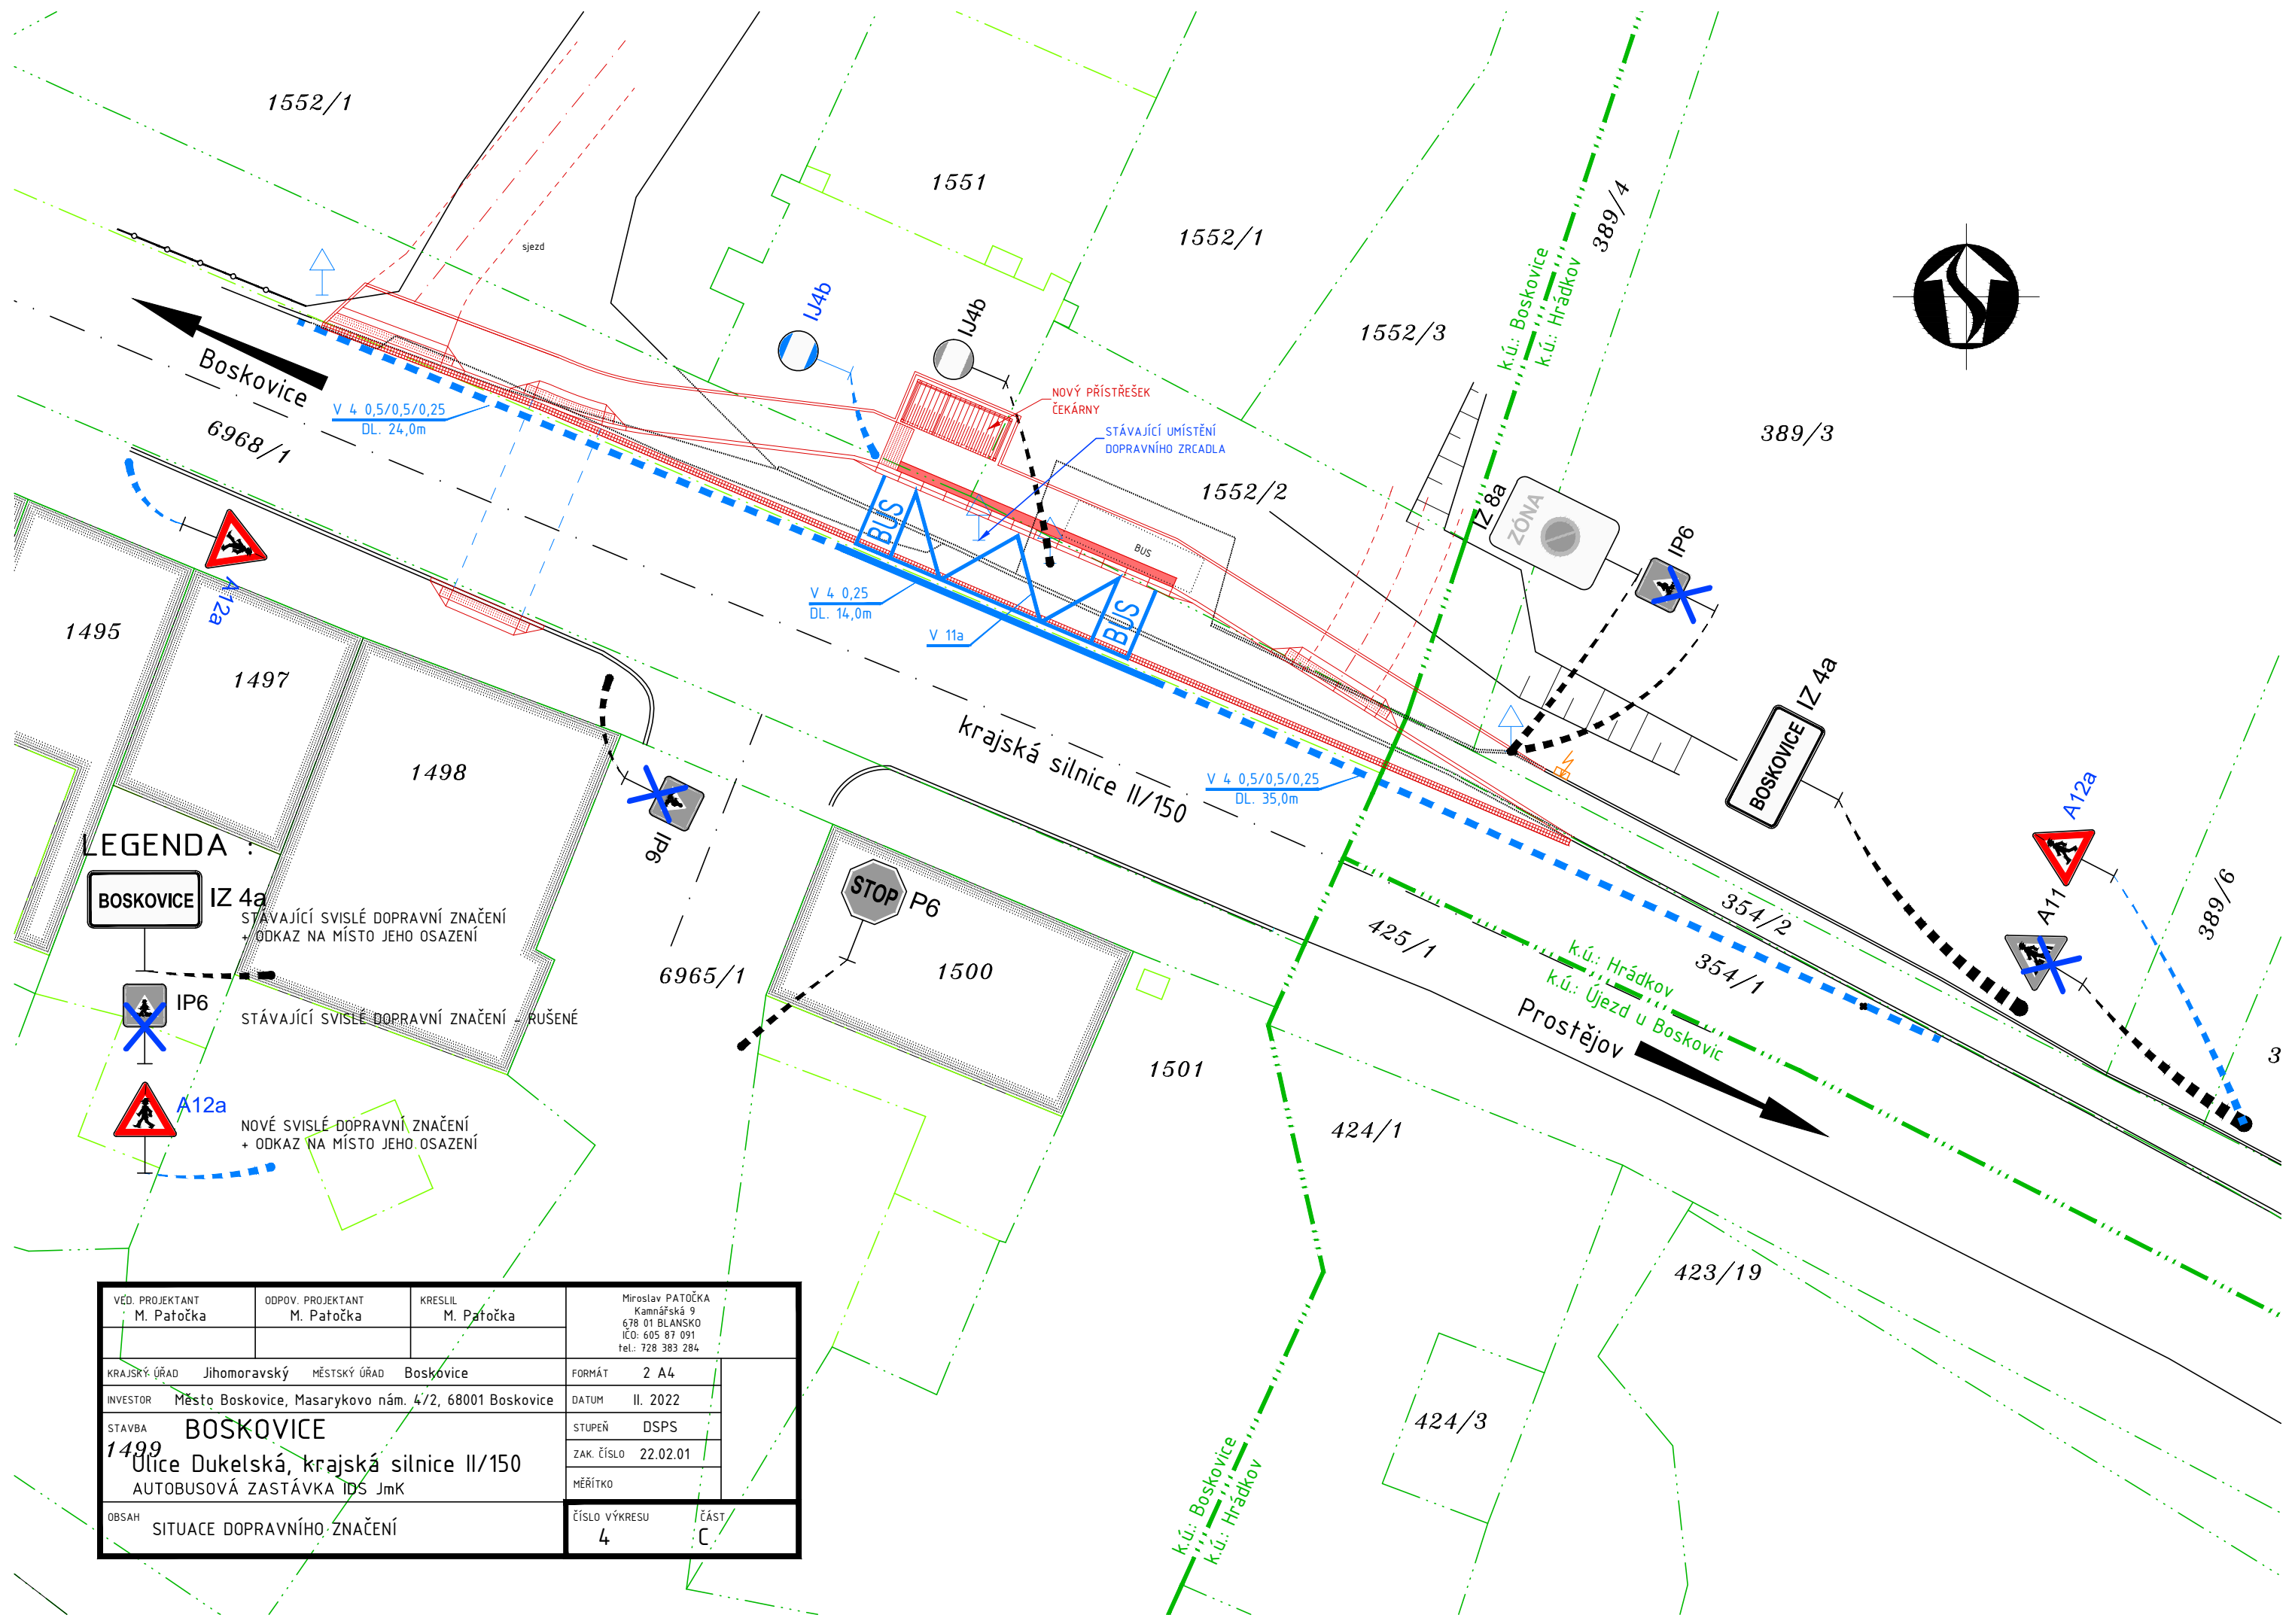 1552/1
1551
1552/1
389/4
k.ú.: Boskovice
k.ú.: Hrádkov
sjezd
IJ4b
IJ4b
1552/3
Boskovice
NOVÝ PŘÍSTŘEŠEK
ČEKÁRNY
V 4 0,5/0,5/0,25
DL. 24,0m
STÁVAJÍCÍ UMÍSTĚNÍ
DOPRAVNÍHO ZRCADLA
389/3
6968/1
1552/2
IZ 8a
ZÓNA
IP6
BUS
BUS
BUS
A12a
V 4 0,25
DL. 14,0m
V 11a
1495
1497
1498
krajská silnice II/150
V 4 0,5/0,5/0,25
DL. 35,0m
IZ 4a
BOSKOVICE
A12a
IP6
A11
389/6
STOP
P6
354/2
425/1
354/1
k.ú.: Hrádkov
k.ú.: Újezd u Boskovic
Prostějov
6965/1
1500
1501
3
424/1
423/19
424/3
k.ú.: Boskovice
k.ú.: Hrádkov
LEGENDA :
BOSKOVICE
IZ 4a
STÁVAJÍCÍ SVISLÉ DOPRAVNÍ ZNAČENÍ
+ ODKAZ NA MÍSTO JEHO OSAZENÍ
IP6
STÁVAJÍCÍ SVISLÉ DOPRAVNÍ ZNAČENÍ - RUŠENÉ
A12a
NOVÉ SVISLÉ DOPRAVNÍ ZNAČENÍ
+ ODKAZ NA MÍSTO JEHO OSAZENÍ
VED. PROJEKTANT
M. Patočka
ODPOV. PROJEKTANT
M. Patočka
KRESLIL
M. Patočka
Miroslav PATOČKA
Kamnářská 9
678 01 BLANSKO
IČO: 605 87 091
tel.: 728 383 284
KRAJSKÝ ÚŘAD Jihomoravský MĚSTSKÝ ÚŘAD Boskovice
FORMÁT 2 A4
INVESTOR Město Boskovice, Masarykovo nám. 4/2, 68001 Boskovice
DATUM II. 2022
STAVBA BOSKOVICE
STUPEŇ DSPS
1499
Ulice Dukelská, krajská silnice II/150
ZAK. ČÍSLO 22.02.01
AUTOBUSOVÁ ZASTÁVKA IDS JmK
MĚŘÍTKO
OBSAH SITUACE DOPRAVNÍHO ZNAČENÍ
ČÍSLO VÝKRESU
4
ČÁST
C